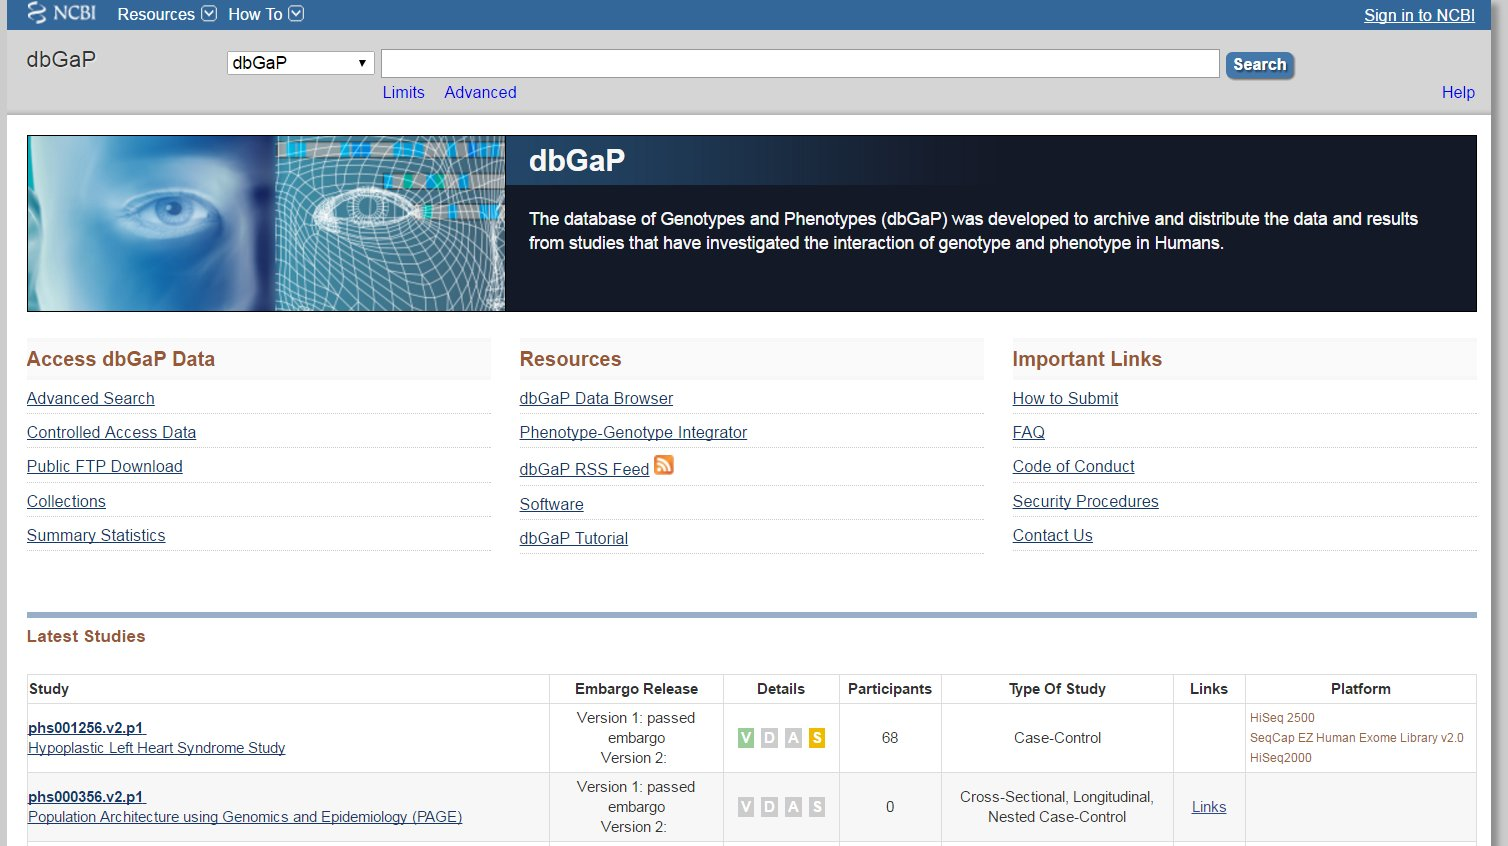 NCBI Resources How To Sign in to NCBI
dbGaP dbGaP Search
Limits Advanced Help
dbGaP
The database of Genotypes and Phenotypes (dbGaP) was developed to archive and distribute the data and results
from studies that have investigated the interaction of genotype and phenotype in Humans.
Access dbGaP Data
Advanced Search
Controlled Access Data
Public FTP Download
Collections
Summary Statistics
Resources
dbGaP Data Browser
Phenotype-Genotype Integrator
dbGaP RSS Feed
Software
dbGaP Tutorial
Important Links
How to Submit
FAQ
Code of Conduct
Security Procedures
Contact Us
Latest Studies
Study Embargo Release Details Participants Type Of Study Links Platform
phs001256.v2.p1
Hypoplastic Left Heart Syndrome Study
Version 1: passed
embargo
Version 2:
V D A S
68
Case-Control
HiSeq 2500
SeqCap EZ Human Exome Library v2.0
HiSeq2000
phs000356.v2.p1
Population Architecture using Genomics and Epidemiology (PAGE)
Version 1: passed
embargo
Version 2:
V D A S
0
Cross-Sectional, Longitudinal,
Nested Case-Control
Links